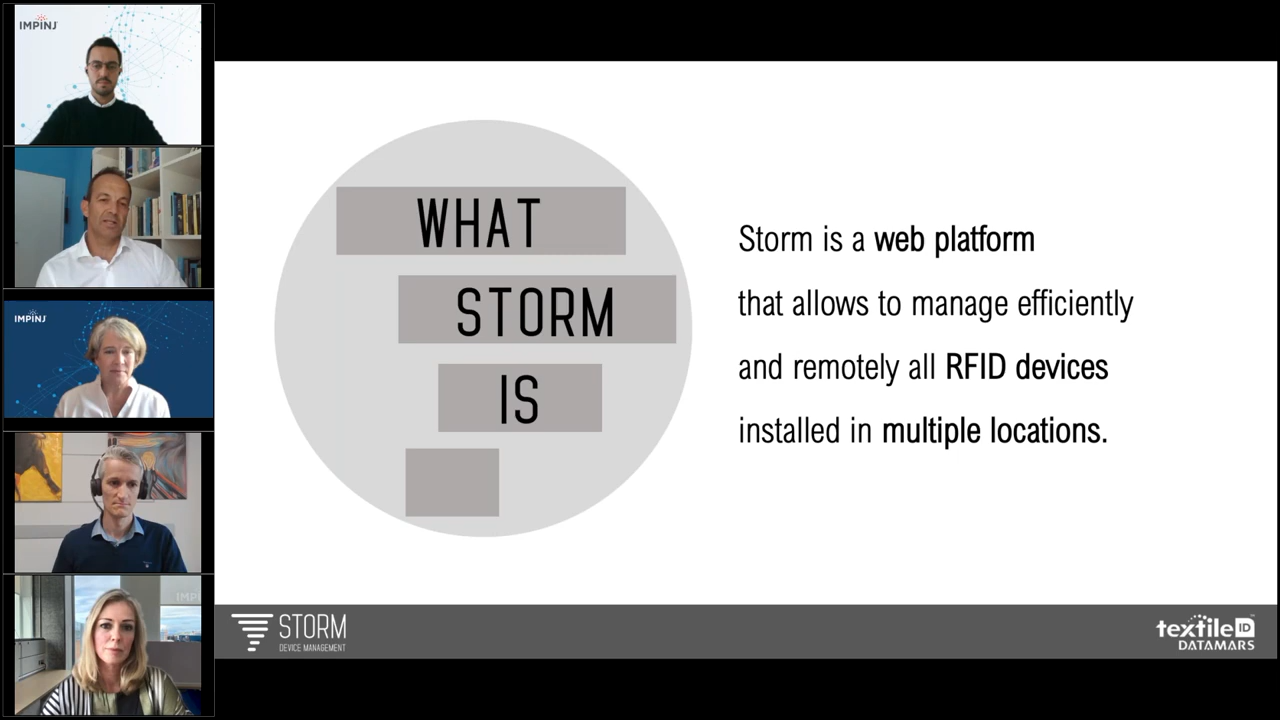 IMPINJ
IMPINJ
IMPI
WHAT
STORM
IS
Storm is a web platform
that allows to manage efficiently
and remotely all RFID devices
installed in multiple locations.
STORM
DEVICE MANAGEMENT
textile ID
DATAMARS